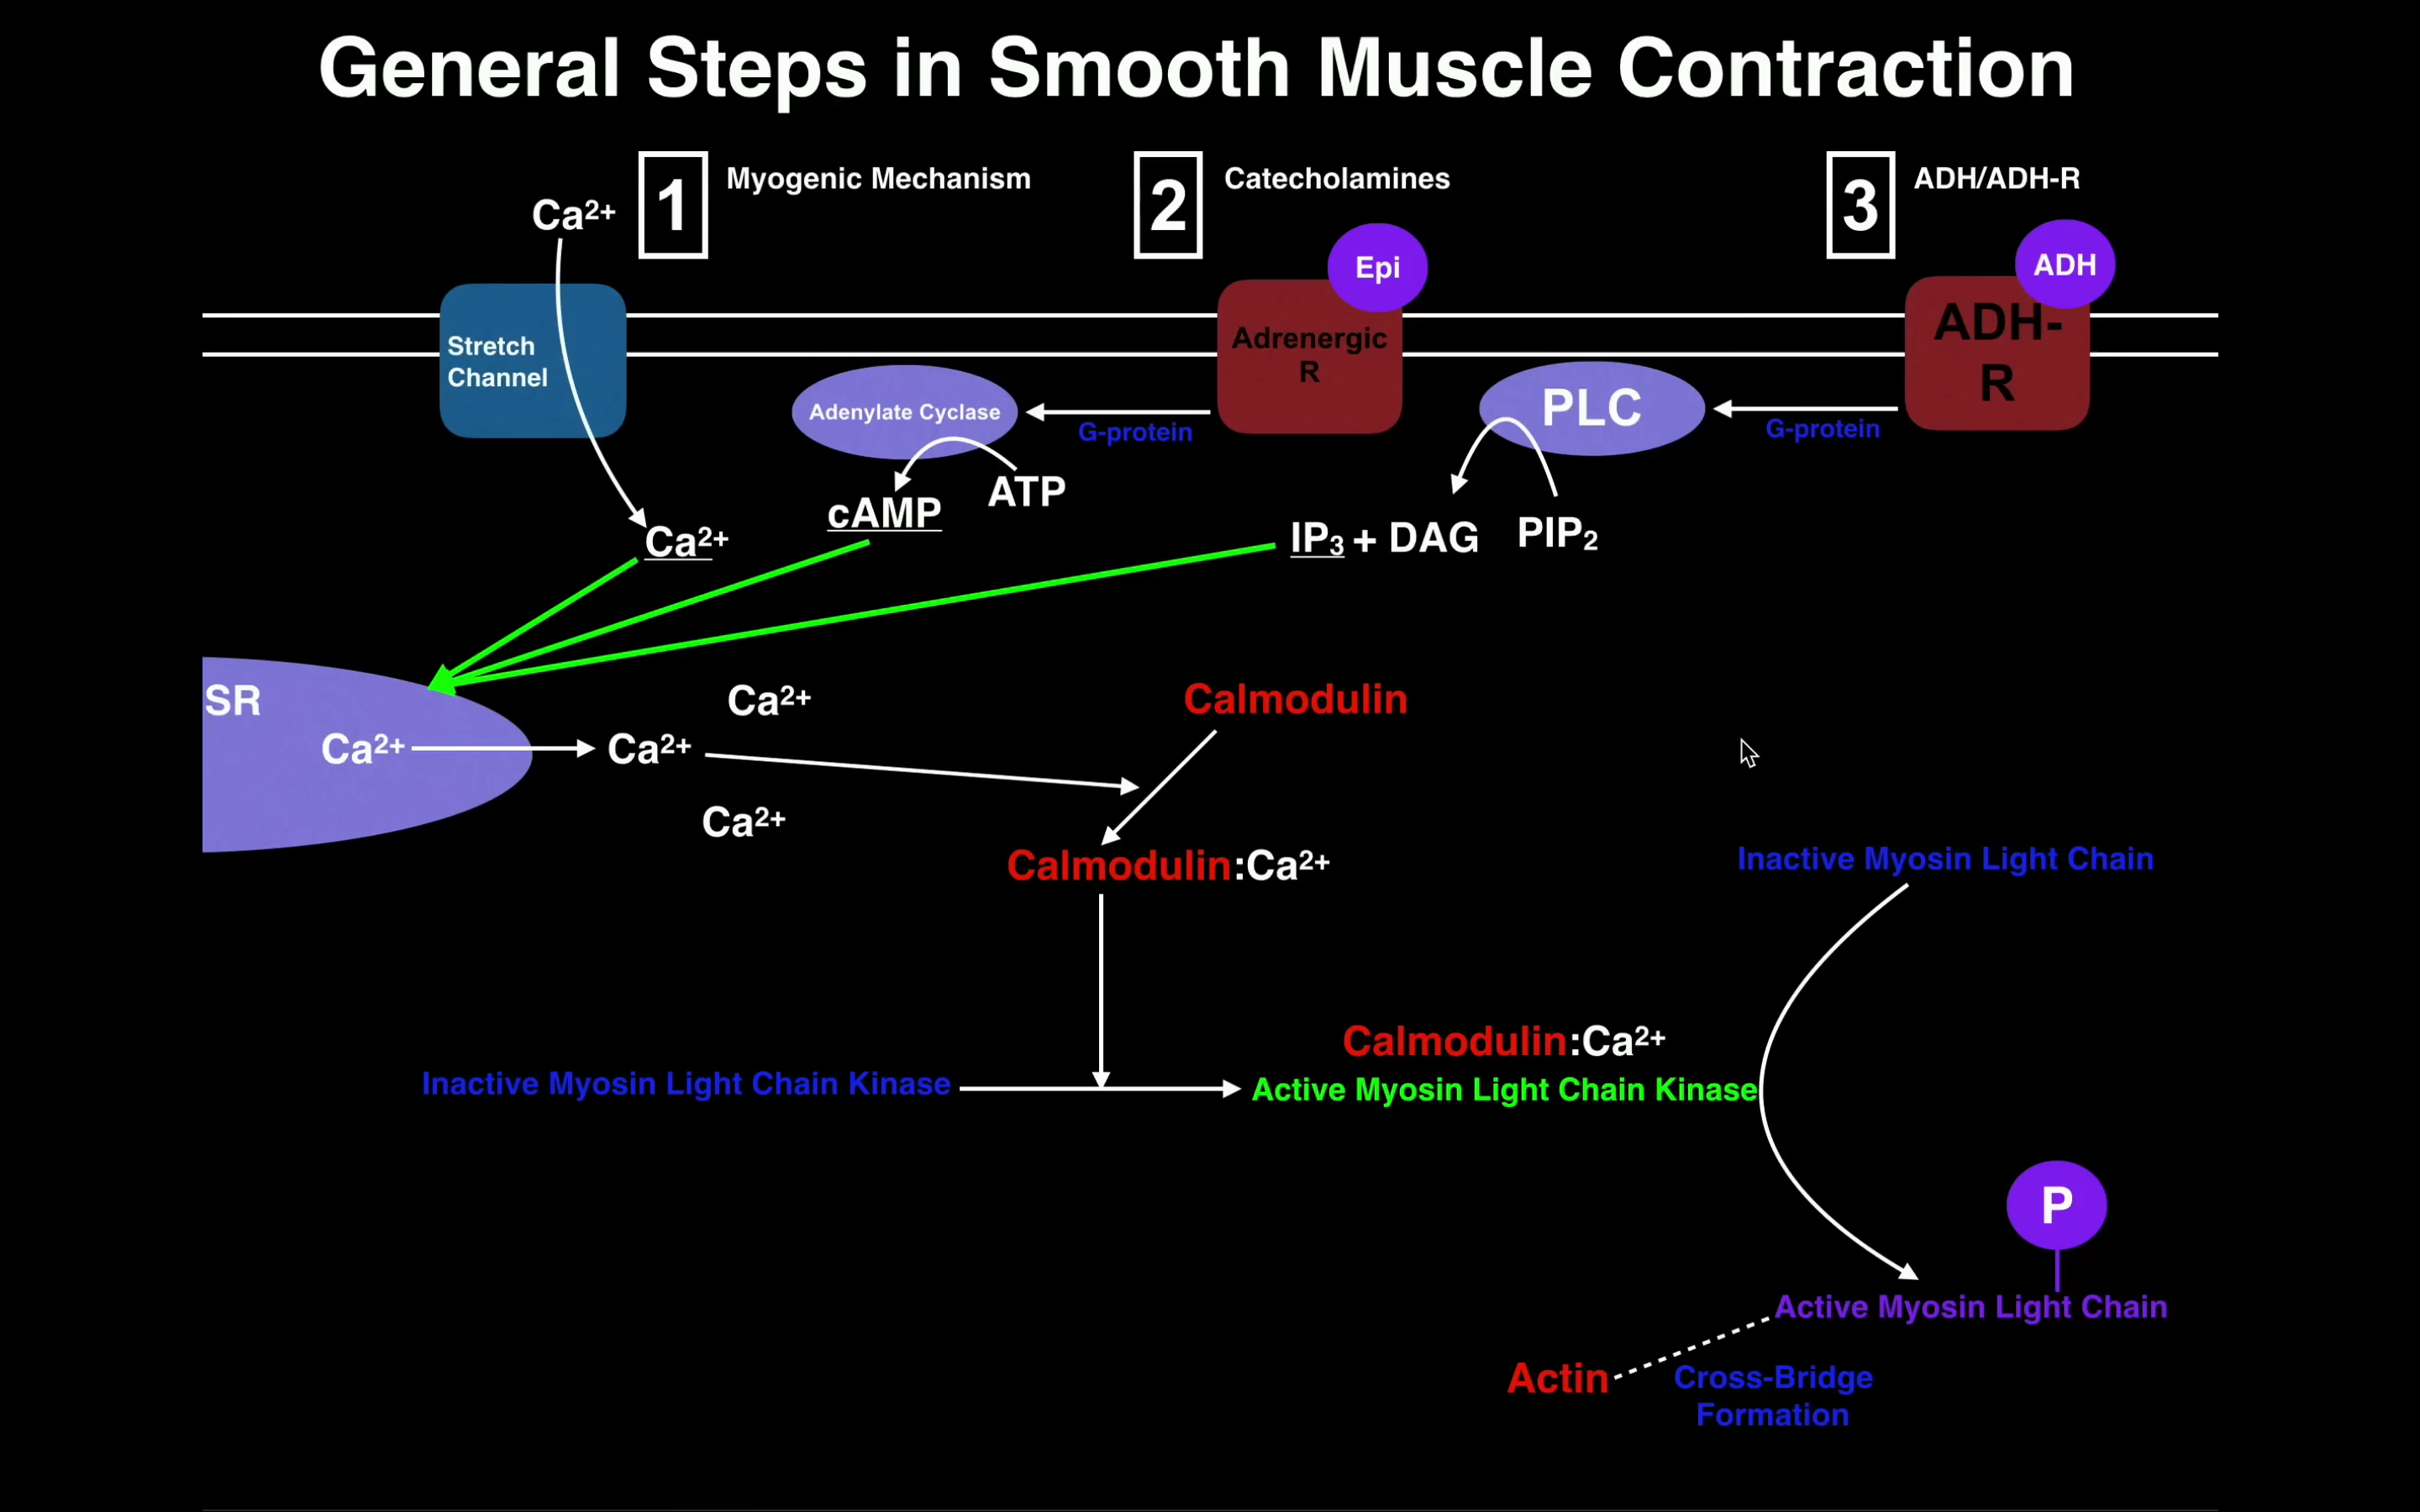 General Steps in Smooth Muscle Contraction
1
Myogenic Mechanism
2
Catecholamines
3
ADH/ADH-R
Ca²⁺
Epi
ADH
Stretch
Channel
Adrenergic
R
ADH-
R
Adenylate Cyclase
G-protein
PLC
G-protein
cAMP
ATP
Ca²⁺
IP₃ + DAG
PIP₂
SR
Ca²⁺
Ca²⁺
Ca²⁺
Ca²⁺
Calmodulin
Calmodulin:Ca²⁺
Inactive Myosin Light Chain
Inactive Myosin Light Chain Kinase
Calmodulin:Ca²⁺
Active Myosin Light Chain Kinase
P
Active Myosin Light Chain
Actin
Cross-Bridge
Formation